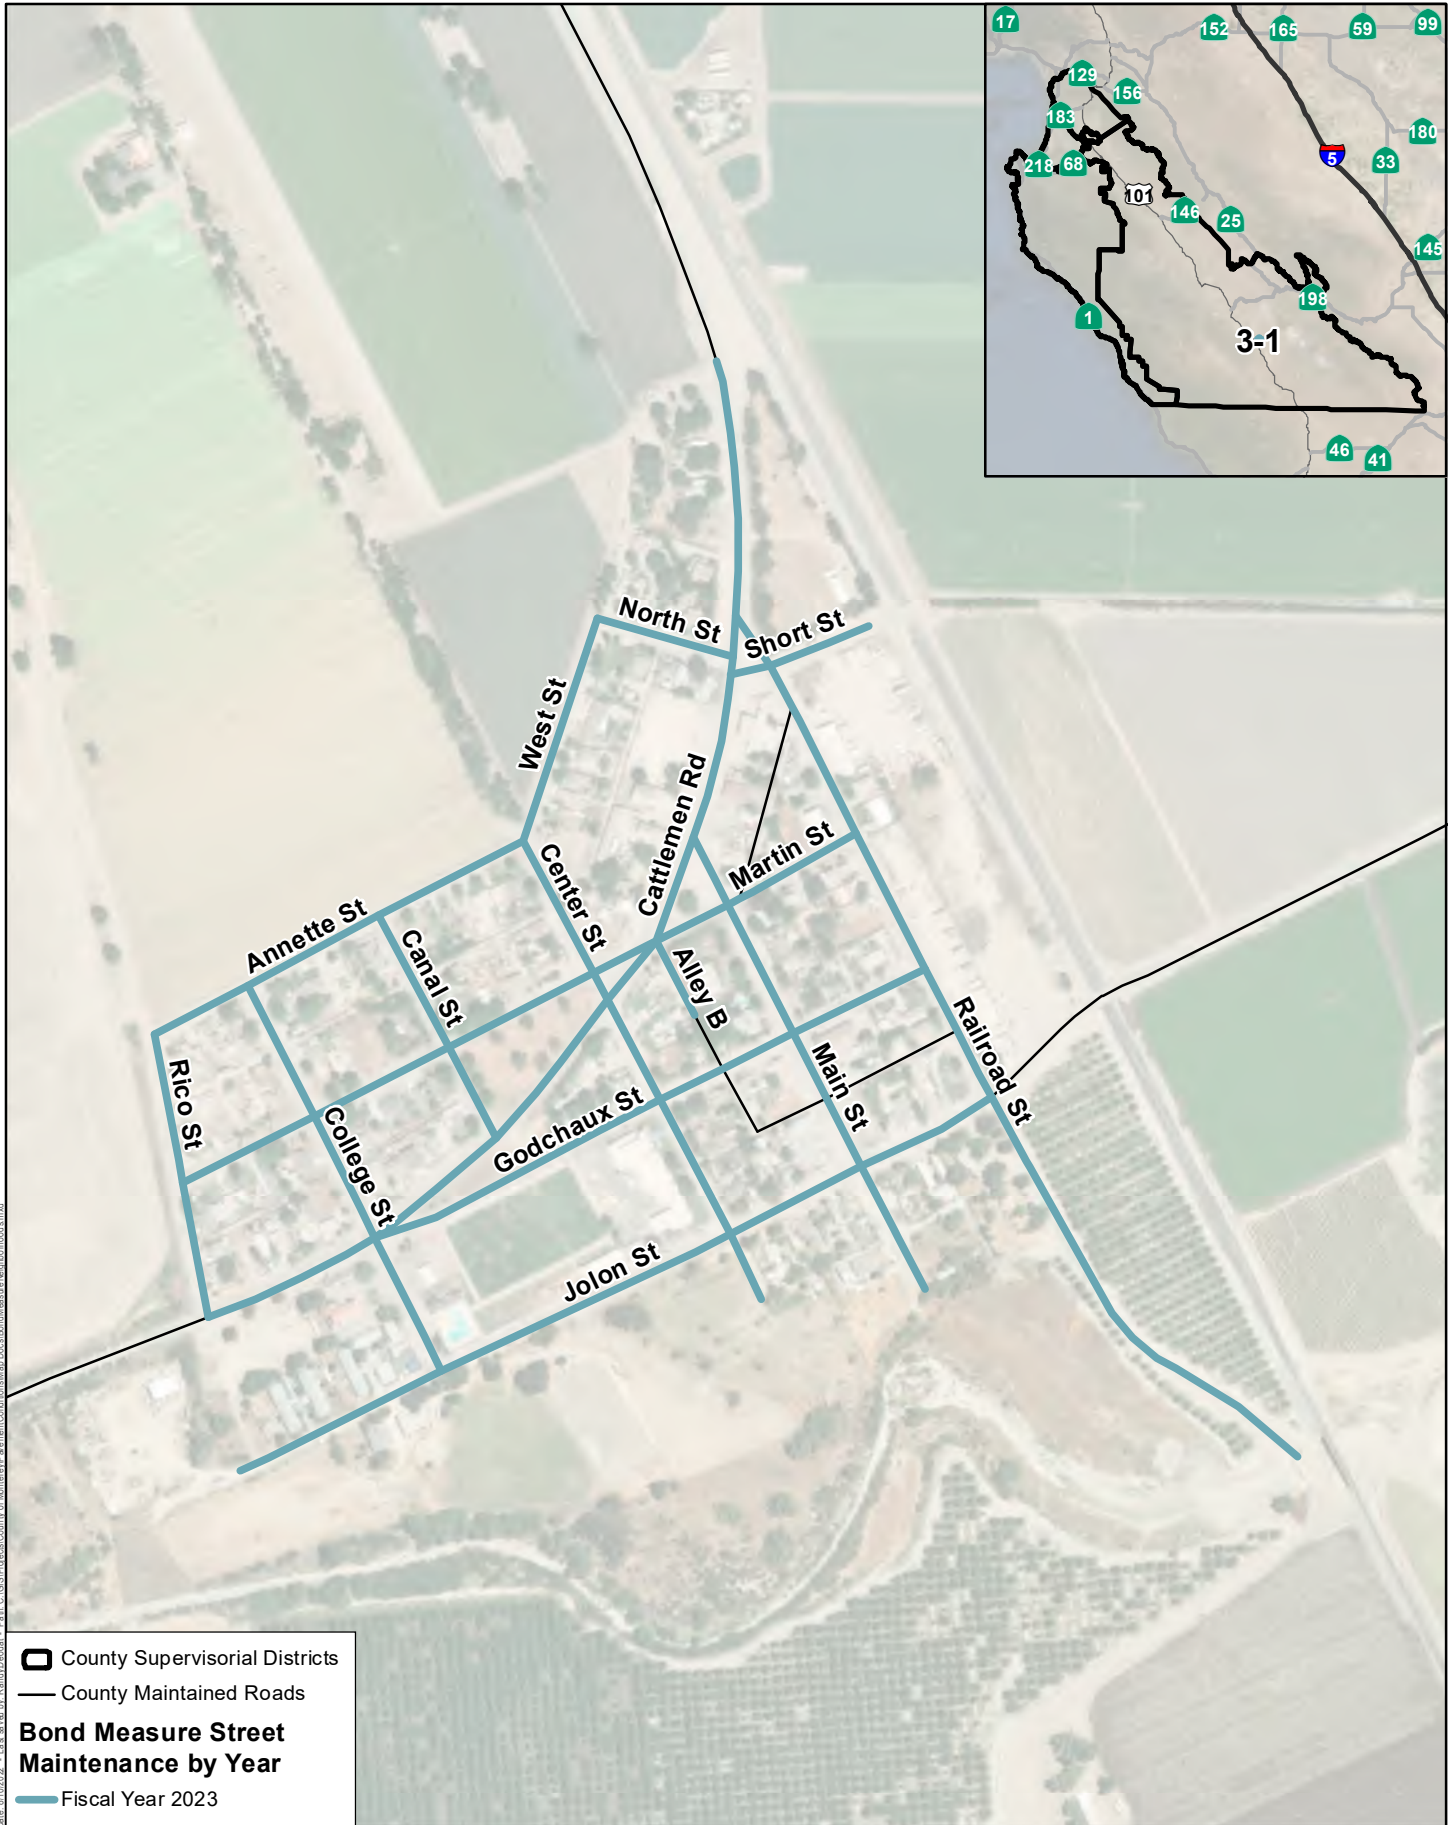 17
152
165
59
99
129
156
183
180
5
33
218
68
101
146
25
145
198
1
3-1
46
41
North St
Short St
West St
Cattlemen Rd
Martin St
Center St
Annette St
Canal St
Alley B
Railroad St
Main St
Rico St
College St
Godchaux St
Jolon St
County Supervisorial Districts
County Maintained Roads
Bond Measure Street
Maintenance by Year
Fiscal Year 2023